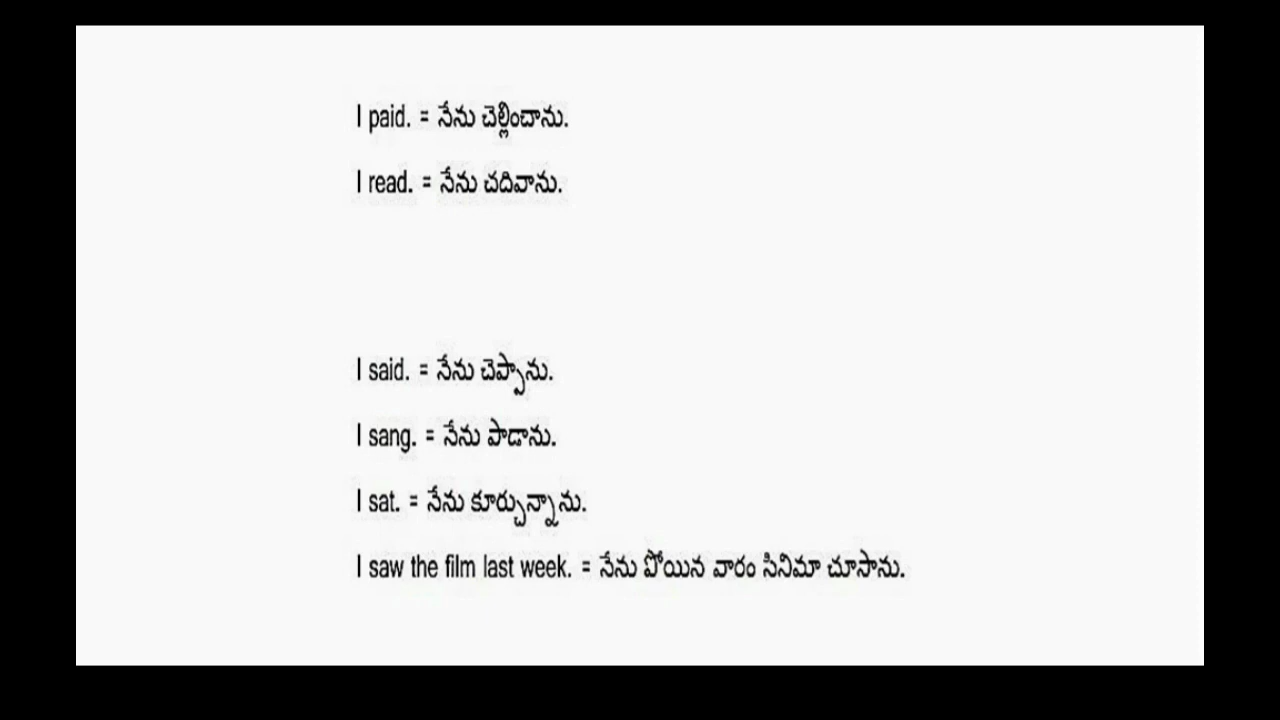 I paid. = నేను చెల్లించాను.
I read. = నేను చదివాను.
I said. = నేను చెప్పాను.
I sang. = నేను పాడాను.
I sat. = నేను కూర్చున్నాను.
I saw the film last week. = నేను పోయిన వారం సినిమా చూసాను.